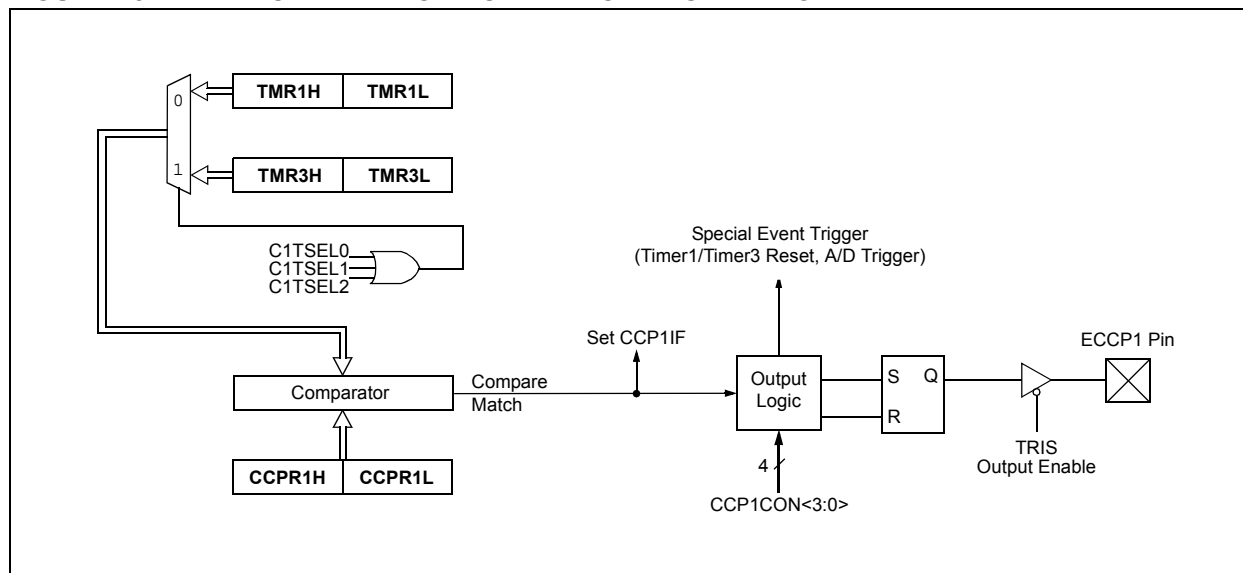 0
TMR1H TMR1L
1
TMR3H TMR3L
C1TSEL0
C1TSEL1
C1TSEL2
Special Event Trigger
(Timer1/Timer3 Reset, A/D Trigger)
Set CCP1IF
ECCP1 Pin
Comparator
Compare
Match
Output
Logic
S Q
R
CCPR1H CCPR1L
4
TRIS
Output Enable
CCP1CON<3:0>